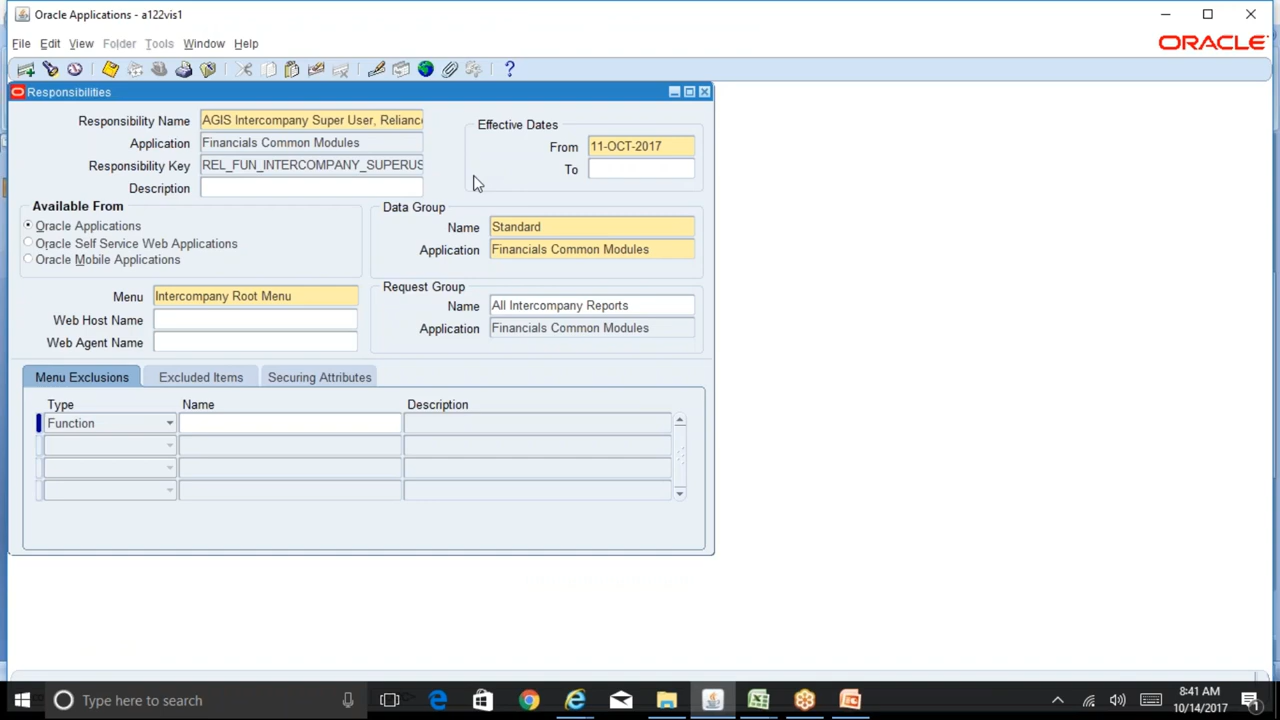 Oracle Applications - a122vis1
File Edit View Folder Tools Window Help
ORACLE
Responsibilities
Responsibility Name AGIS Intercompany Super User, Relianc
Application Financials Common Modules
Responsibility Key REL_FUN_INTERCOMPANY_SUPERUS
Description
Effective Dates
From 11-OCT-2017
To
Available From
Oracle Applications
Oracle Self Service Web Applications
Oracle Mobile Applications
Data Group
Name Standard
Application Financials Common Modules
Menu Intercompany Root Menu
Web Host Name
Web Agent Name
Request Group
Name All Intercompany Reports
Application Financials Common Modules
Menu Exclusions Excluded Items Securing Attributes
Type Name Description
Function
Type here to search
8:41 AM
10/14/2017